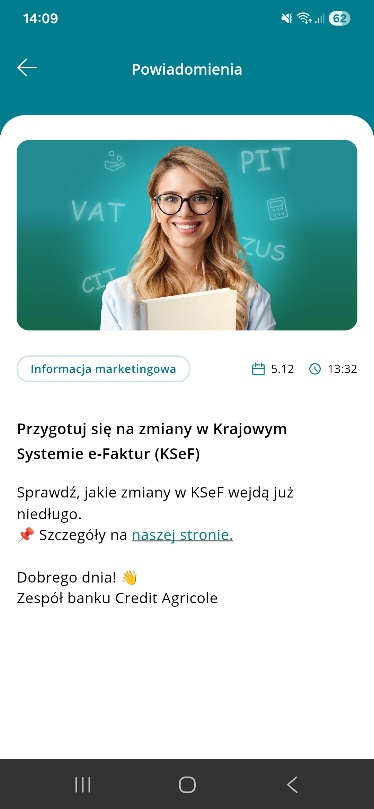 14:09
62
Powiadomienia
PIT
VAT
ZUS
CIT
Informacja marketingowa
5.12
13:32
Przygotuj się na zmiany w Krajowym
Systemie e-Faktur (KSeF)
Sprawdź, jakie zmiany w KSeF wejdą już
niedługo.
📌 Szczegóły na naszej stronie.
Dobrego dnia! 👋
Zespół banku Credit Agricole